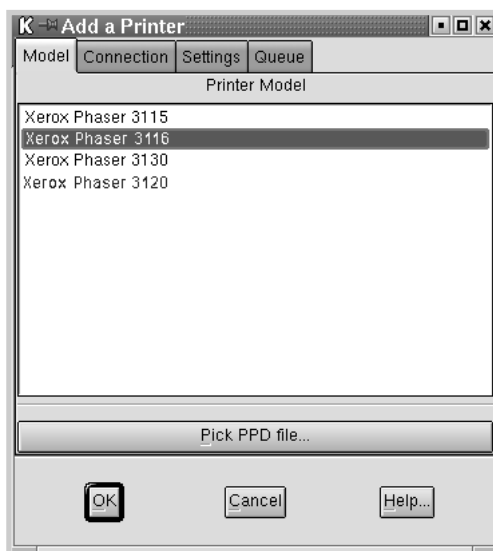 K Add a Printer
Model Connection Settings Queue
Printer Model
Xerox Phaser 3115
Xerox Phaser 3116
Xerox Phaser 3130
Xerox Phaser 3120
Pick PPD file...
OK Cancel Help...